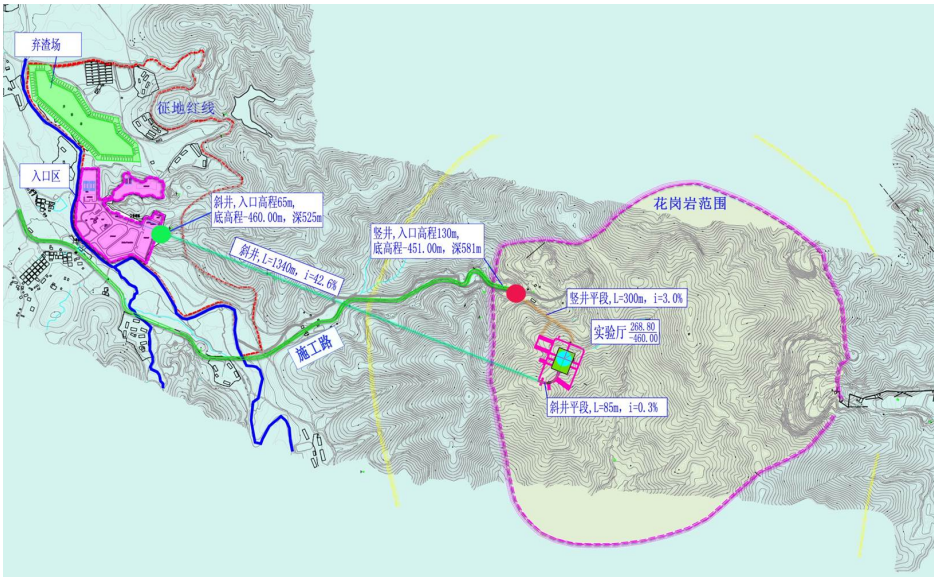 弃渣场
征地红线
入口区
斜井,入口高程65m,
底高程-460.00m,深525m
斜井,L=1340m, i=42.6%
竖井,入口高程130m,
底高程-451.00m,深581m
花岗岩范围
竖井平段,L=300m, i=3.0%
实验厅 268.80
-460.00
施工路
斜井平段,L=85m, i=0.3%